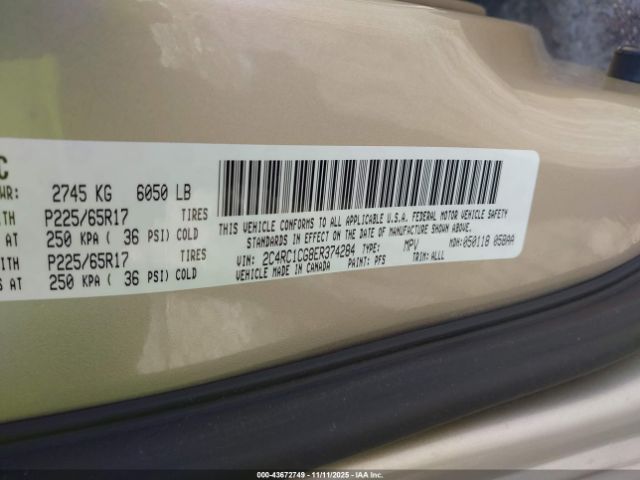 C
WR: 2745 KG 6050 LB
TH P225/65R17 TIRES
S AT 250 KPA ( 36 PSI) COLD
ITH P225/65R17 TIRES
S AT 250 KPA ( 36 PSI) COLD
THIS VEHICLE CONFORMS TO ALL APPLICABLE U.S.A. FEDERAL MOTOR VEHICLE SAFETY
STANDARDS IN EFFECT ON THE DATE OF MANUFACTURE SHOWN ABOVE.
VIN: 2C4RC1CG8ER374284 TYPE: MPV MDH: 050118 05BAA
VEHICLE MADE IN CANADA PAINT: PFS TRIM: ALLL
000-43672749 - 11/11/2025 - IAA Inc.